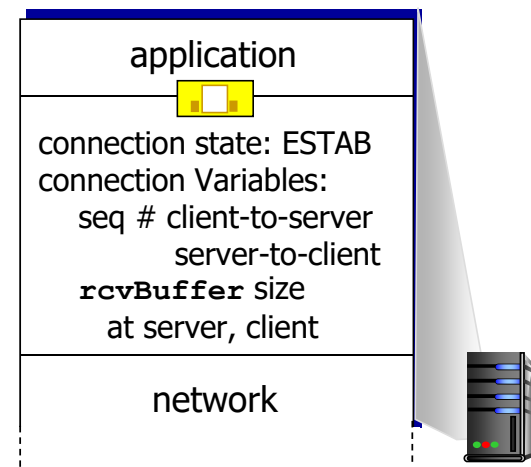 application
connection state: ESTAB
connection Variables:
seq # client-to-server
server-to-client
rcvBuffer size
at server, client
network